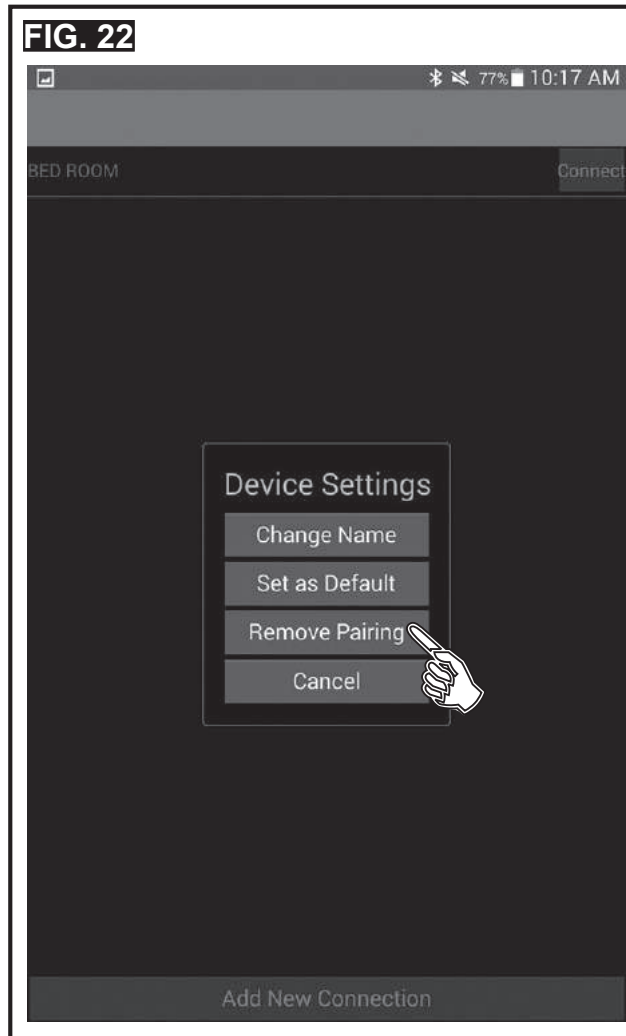 FIG. 22
77% 10:17 AM
BED ROOM Connect
Device Settings
Change Name
Set as Default
Remove Pairing
Cancel
Add New Connection